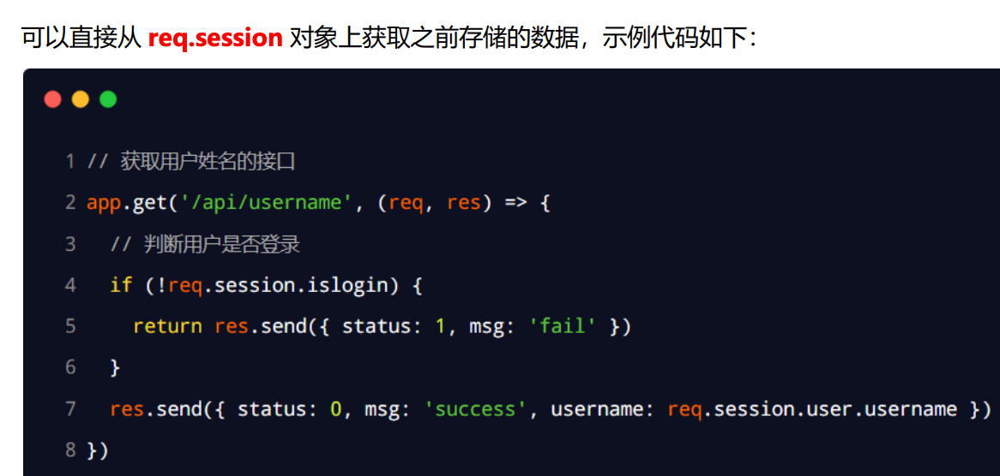 可以直接从 req.session 对象上获取之前存储的数据，示例代码如下：
1 // 获取用户姓名的接口
2 app.get('/api/username', (req, res) => {
3   // 判断用户是否登录
4   if (!req.session.islogin) {
5     return res.send({ status: 1, msg: 'fail' })
6   }
7   res.send({ status: 0, msg: 'success', username: req.session.user.username })
8 })